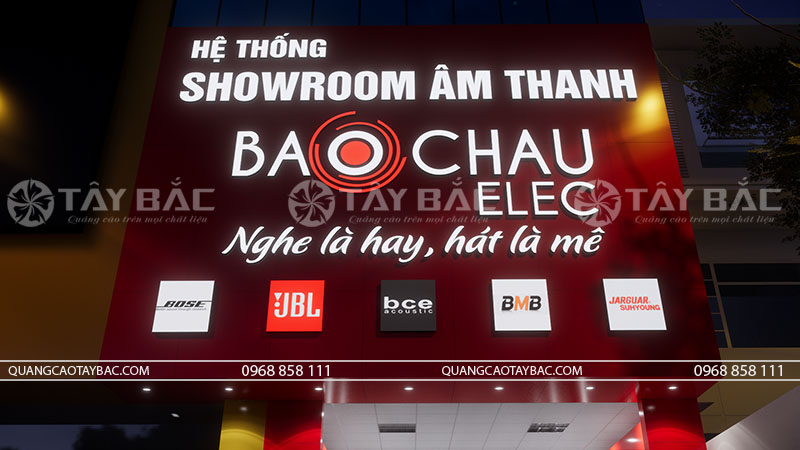 HỆ THỐNG
SHOWROOM ÂM THANH
BAO CHAU
ELEC
Nghe là hay, hát là mê
TÂY BẮC
Quảng cáo trên mọi chất liệu
TÂY BẮC
Quảng cáo trên mọi chất liệu
TÂY BẮC
Quảng cáo trên mọi chất liệu
BOSE
JBL
bce
acoustic
BMB
JARGUAR
SUHYOUNG
QUANGCAOTAYBAC.COM 0968 858 111 QUANGCAOTAYBAC.COM 0968 858 111